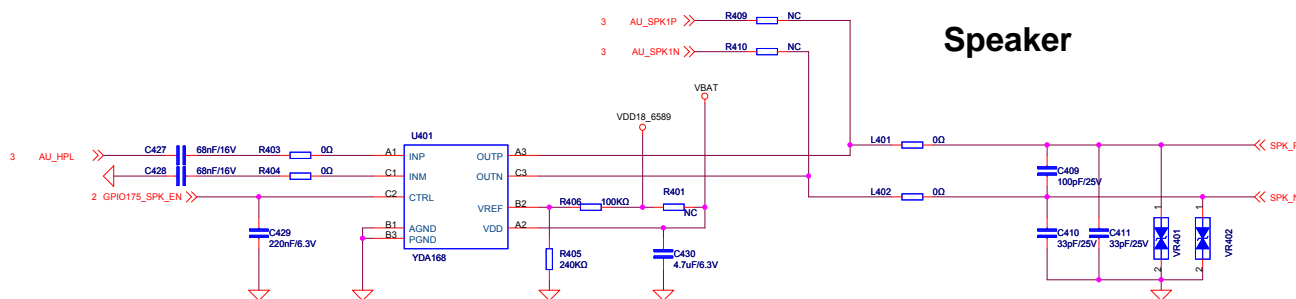 3 AU_SPK1P R409 NC
3 AU_SPK1N R410 NC
Speaker
VBAT
VDD18_6589
U401
3 AU_HPL C427 68nF/16V R403 0Ω A1 INP OUTP A3
C428 68nF/16V R404 0Ω C1 INM OUTN C3
2 GPIO175_SPK_EN C2 CTRL
VREF B2 R406 100KΩ R401 NC
B1 AGND VDD A2
B3 PGND
YDA168
C429
220nF/6.3V
R405
240KΩ
C430
4.7uF/6.3V
L401 0Ω
SPK_P
C409
100pF/25V
L402 0Ω
SPK_N
C410
33pF/25V
C411
33pF/25V
1 VR401 2
1 VR402 2